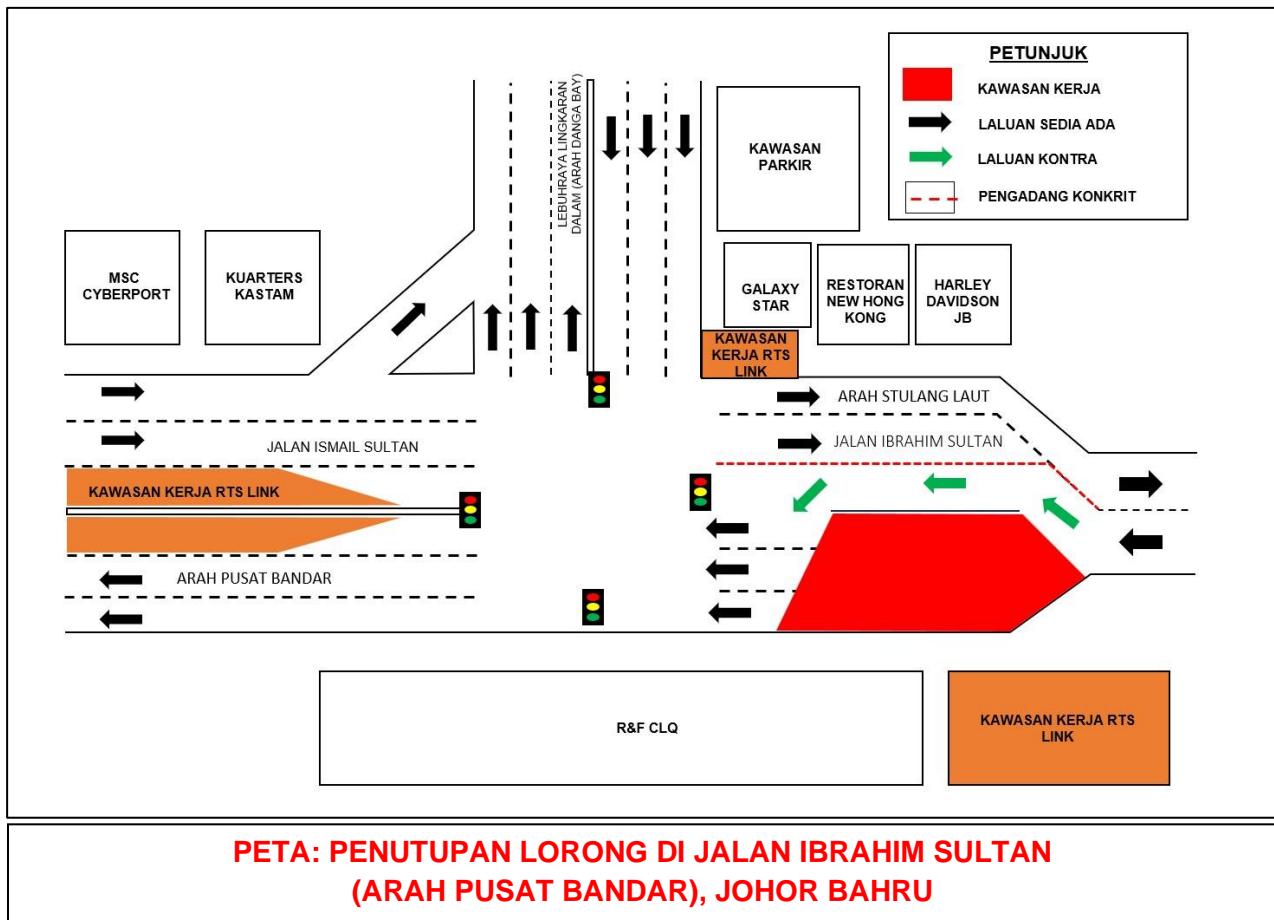 PETUNJUK
KAWASAN KERJA
LALUAN SEDIA ADA
LALUAN KONTRA
PENGADANG KONKRIT
LEBUHRAYA LINGKARAN
DALAM (ARAH DANGA BAY)
KAWASAN
PARKIR
MSC
CYBERPORT
KUARTERS
KASTAM
GALAXY
STAR
RESTORAN
NEW HONG
KONG
HARLEY
DAVIDSON
JB
KAWASAN
KERJA RTS
LINK
ARAH STULANG LAUT
JALAN IBRAHIM SULTAN
JALAN ISMAIL SULTAN
KAWASAN KERJA RTS LINK
ARAH PUSAT BANDAR
R&F CLQ
KAWASAN KERJA RTS
LINK
PETA: PENUTUPAN LORONG DI JALAN IBRAHIM SULTAN
(ARAH PUSAT BANDAR), JOHOR BAHRU